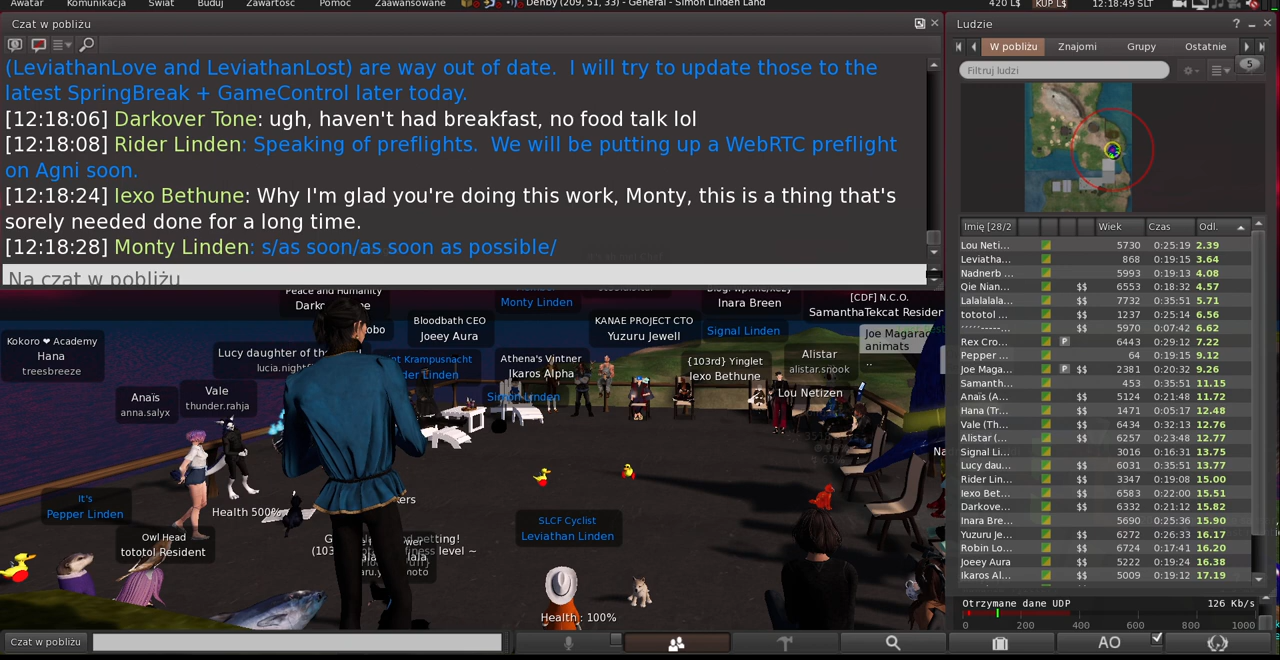 Awatar Komunikacja Świat Buduj Zawartość Pomoc Zaawansowane Denby (209, 51, 33) - General - Simon Linden Land 420 L$ KUP L$ 12:18:49 SLT
Czat w pobliżu
(LeviathanLove and LeviathanLost) are way out of date. I will try to update those to the
latest SpringBreak + GameControl later today.
[12:18:06] Darkover Tone: ugh, haven't had breakfast, no food talk lol
[12:18:08] Rider Linden: Speaking of preflights. We will be putting up a WebRTC preflight
on Agni soon.
[12:18:24] Iexo Bethune: Why I'm glad you're doing this work, Monty, this is a thing that's
sorely needed done for a long time.
[12:18:28] Monty Linden: s/as soon/as soon as possible/
Na czat w pobliżu
Peace and Humanity
Monty Linden
Inara Breen
[CDF] N.C.O.
SamanthaTekcat Residen
Bloodbath CEO
Joeey Aura
KANAE PROJECT CTO
Yuzuru Jewell
Signal Linden
Joe Magarac
animats
..
Kokoro ❤ Academy
Hana
treesbreeze
Lucy daughter of the
Krampusnacht
Athena's Vintner
Ikaros Alpha
{103rd} Yinglet
Iexo Bethune
Alistar
alistar.snook
Simon Linden
Lou Netizen
Anaïs
anna.salyx
Vale
thunder.rahja
It's
Pepper Linden
Health 500%
Owl Head
tototol Resident
SLCF Cyclist
Leviathan Linden
Health : 100%
Czat w pobliżu
Ludzie
W pobliżu Znajomi Grupy Ostatnie
Filtruj ludzi
5
Imię [28/2 Wiek Czas Odl.
Lou Neti... 5730 0:25:19 2.39
Leviatha... 868 0:19:15 3.64
Nadnerb ... 5993 0:19:13 4.08
Qie Nian... $$ 6553 0:18:32 4.57
Lalalalala... $$ 7732 0:35:51 5.71
tototol ... $$ 1237 0:25:14 6.56
$$ 5970 0:07:42 6.62
Rex Cro... P 6443 0:29:12 7.22
Pepper ... 64 0:19:15 9.12
Joe Maga... P $$ 2381 0:20:32 9.26
Samanth... 453 0:35:51 11.15
Anaïs (A... $$ 5124 0:21:48 11.72
Hana (Tr... $$ 1471 0:05:17 12.48
Vale (Th... $$ 6434 0:32:13 12.76
Alistar (... $$ 6257 0:23:48 12.77
Signal Li... 3016 0:16:31 13.75
Lucy dau... $$ 6031 0:35:51 13.77
Rider Lin... $$ 3347 0:19:08 15.00
Iexo Bet... $$ 6583 0:22:00 15.51
Darkove... $$ 6332 0:21:12 15.82
Inara Bre... 5690 0:25:36 15.90
Yuzuru Je... $$ 6272 0:26:33 16.17
Robin Lo... $$ 6724 0:17:41 16.20
Joeey Aura $$ 5222 0:19:24 16.38
Ikaros Al... $$ 5009 0:19:12 17.19
Otrzymane dane UDP 126 Kb/s
0 200 400 600 800 1000
AO